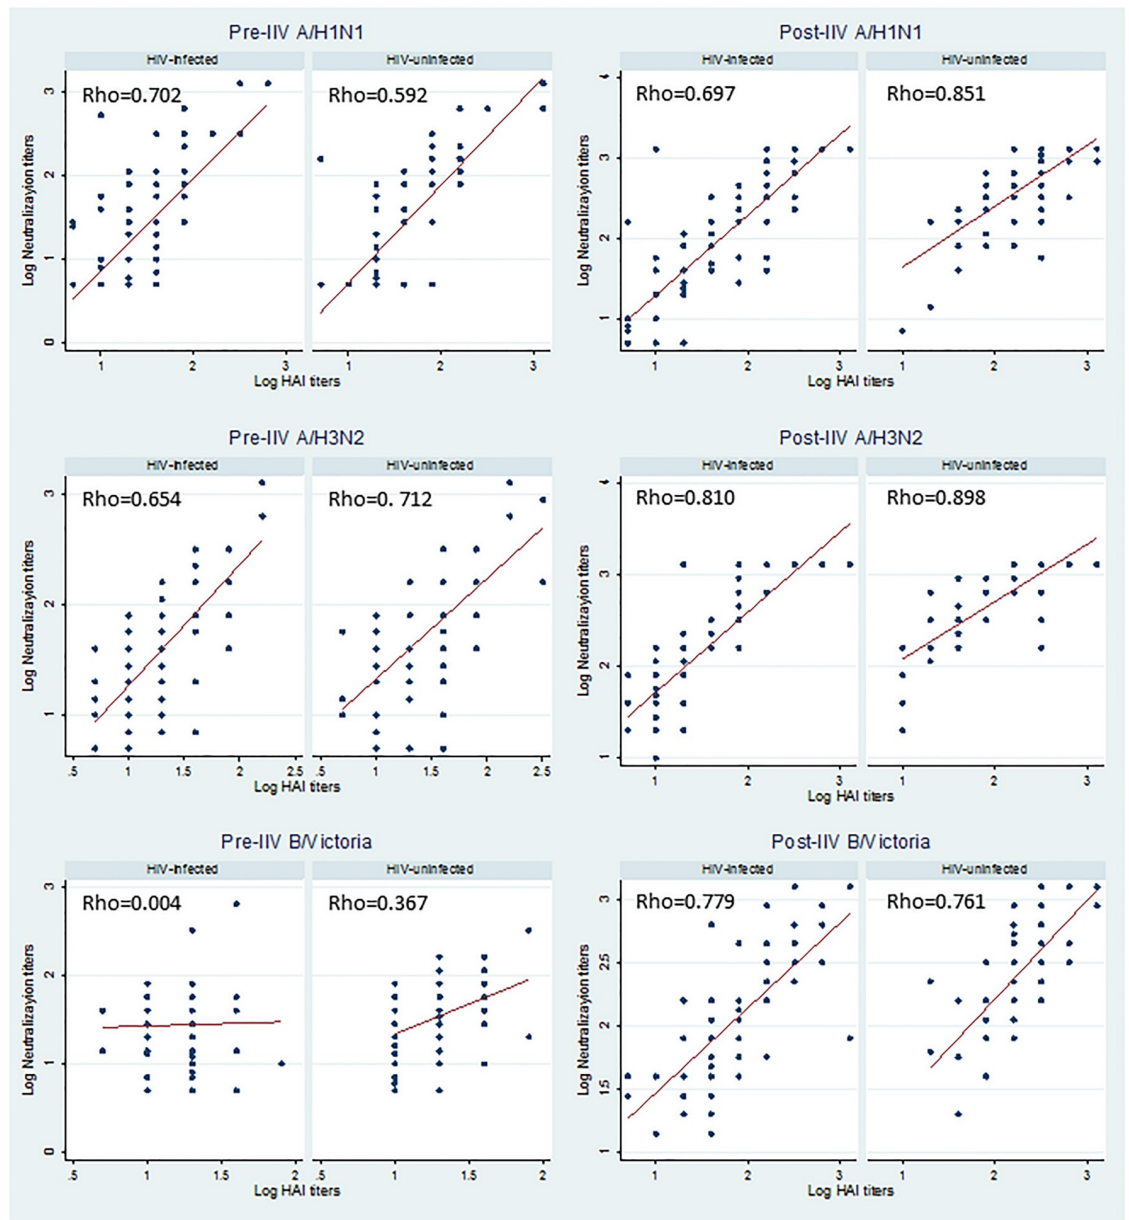 Pre-IIV A/H1N1
HIV-infected
HIV-uninfected
Rho=0.702
Rho=0.592
Log Neutralizayion titers
3
2
1
0
1
2
3
1
2
3
Log HAI titers
Post-IIV A/H1N1
HIV-infected
HIV-uninfected
Rho=0.697
Rho=0.851
Log Neutralizayion titers
4
3
2
1
1
2
3
1
2
3
Log HAI titers
Pre-IIV A/H3N2
HIV-infected
HIV-uninfected
Rho=0.654
Rho=0. 712
Log Neutralizayion titers
3
2
1
.5
1
1.5
2
2.5
.5
1
1.5
2
2.5
Log HAI titers
Post-IIV A/H3N2
HIV-infected
HIV-uninfected
Rho=0.810
Rho=0.898
Log Neutralizayion titers
4
3
2
1
1
2
3
1
2
3
Log HAI titers
Pre-IIV B/Victoria
HIV-infected
HIV-uninfected
Rho=0.004
Rho=0.367
Log Neutralizayion titers
3
2
1
0
.5
1
1.5
2
.5
1
1.5
2
Log HAI titers
Post-IIV B/Victoria
HIV-infected
HIV-uninfected
Rho=0.779
Rho=0.761
Log Neutralizayion titers
3
2.5
2
1.5
1
1
2
3
1
2
3
Log HAI titers